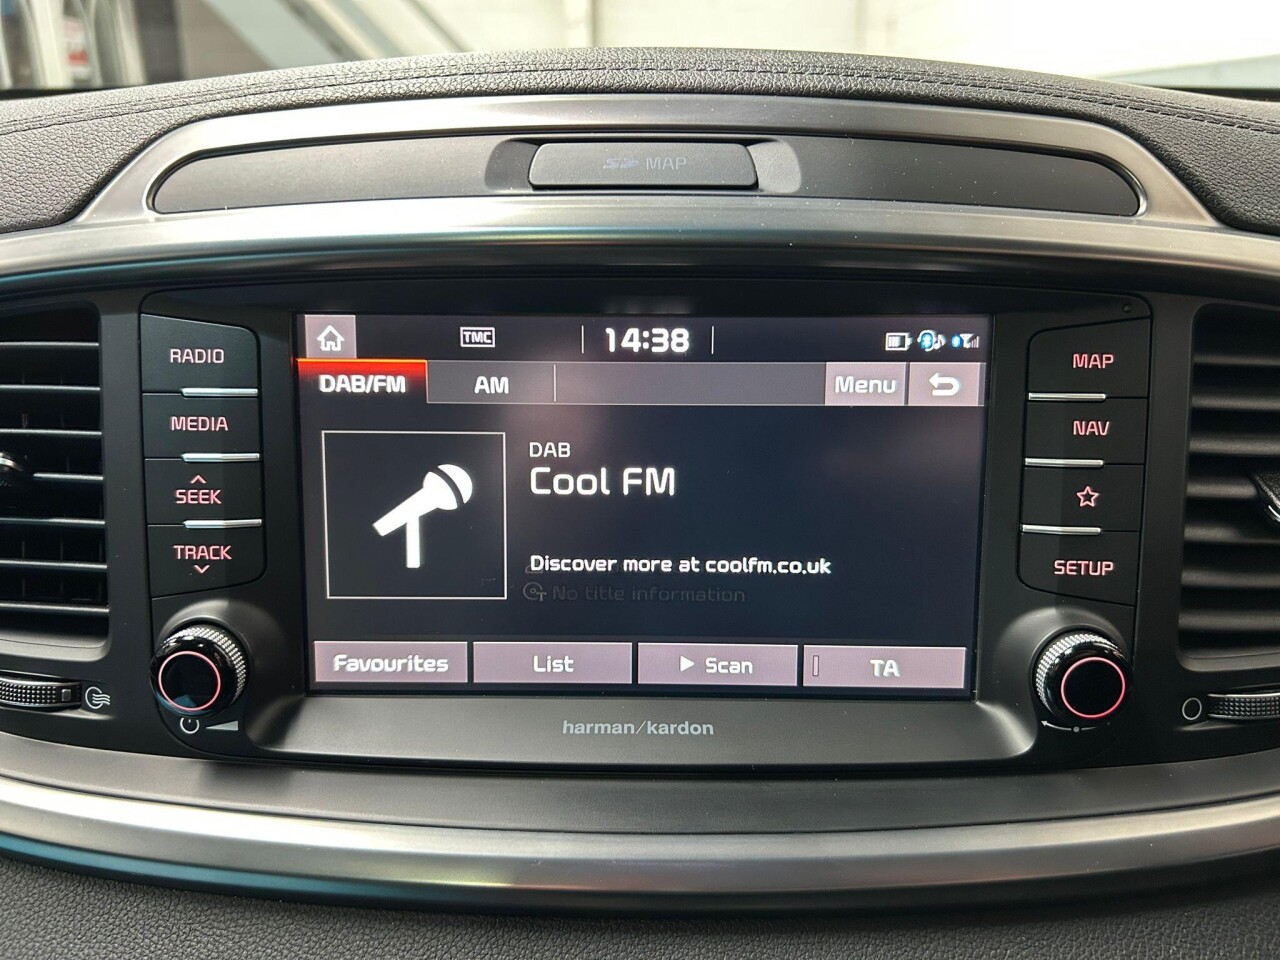 SD MAP
TMC
14:38
DAB/FM
AM
Menu
DAB
Cool FM
Discover more at coolfm.co.uk
No title information
Favourites
List
Scan
TA
RADIO
MEDIA
SEEK
TRACK
MAP
NAV
SETUP
harman/kardon